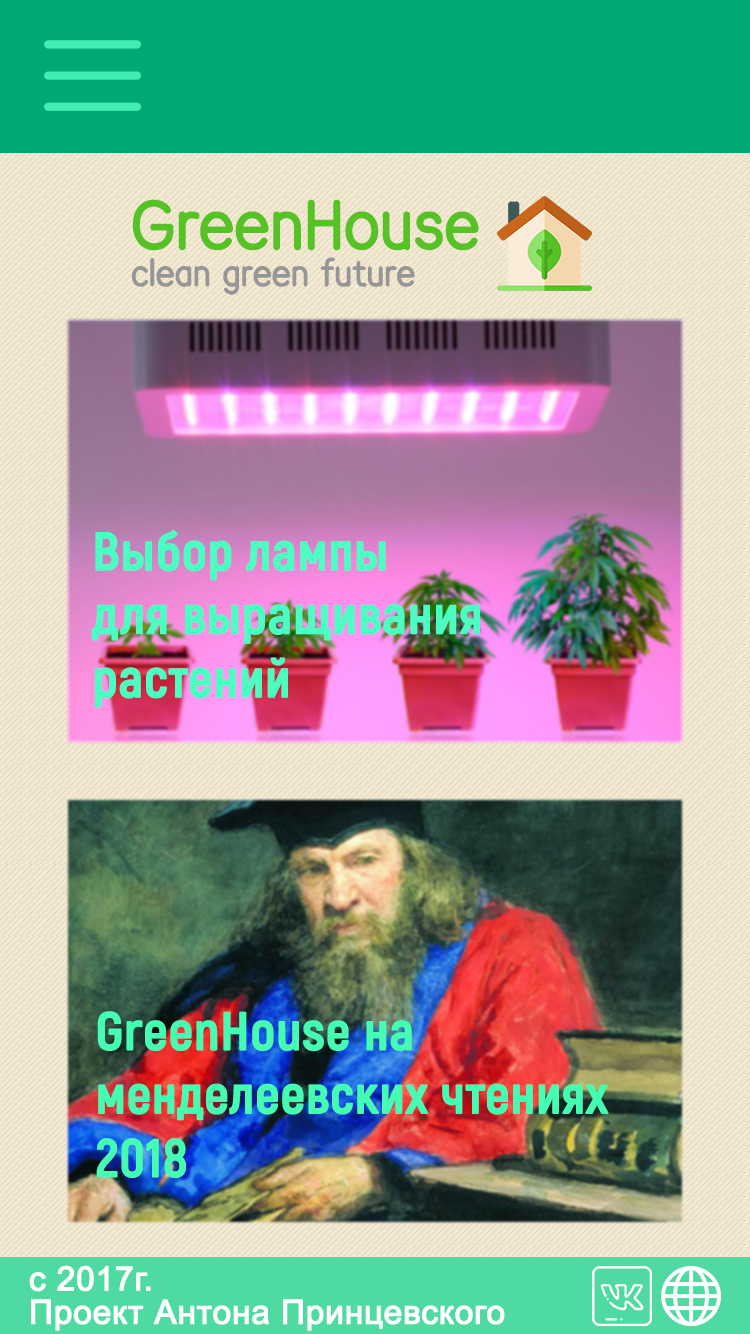 GreenHouse
clean green future
Выбор лампы
для выращивания
растений
GreenHouse на
менделеевских чтениях
2018
с 2017г.
Проект Антона Принцевского